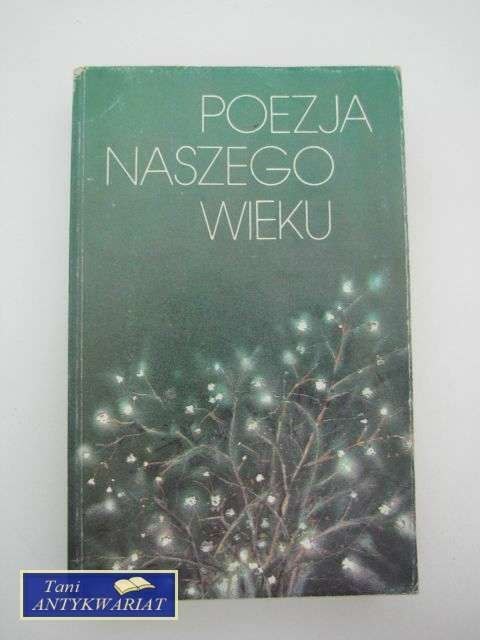 POEZJA
NASZEGO
WIEKU
Tani
ANTYKWARIAT